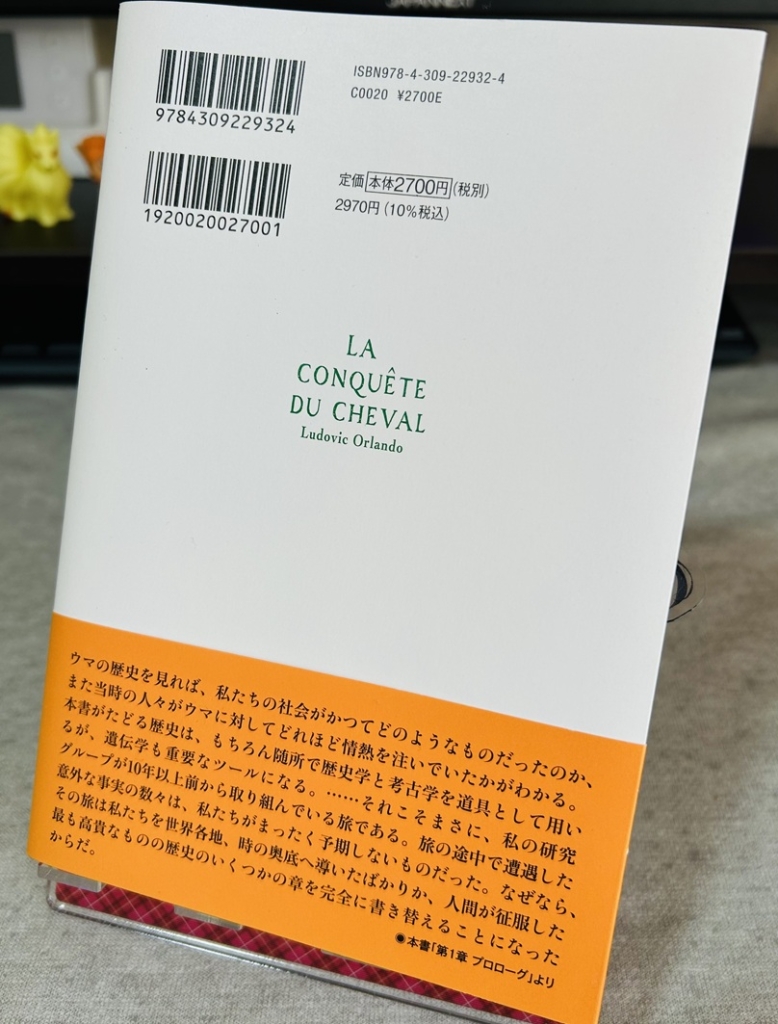 ISBN978-4-309-22932-4
C0020 ¥2700E
9784309229324
定価 本体2700円(税別)
2970円(10%税込)
1920020027001
LA
CONQUÊTE
DU CHEVAL
Ludovic Orlando
ウマの歴史を見れば、私たちの社会がかつてどのようなものだったのか、
また当時の人々がウマに対してどれほど情熱を注いでいたかがわかる。
本書がたどる歴史は、もちろん随所で歴史学と考古学を道具として用い
るが、遺伝学も重要なツールになる。……それこそまさに、私の研究
グループが10年以上前から取り組んでいる旅である。旅の途中で遭遇した
意外な事実の数々は、私たちがまったく予期しないものだった。なぜなら、
その旅は私たちを世界各地、時の奥底へ導いたばかりか、人間が征服した
最も高貴なものの歴史のいくつかの章を完全に書き替えることになった
からだ。
●本書「第1章 プロローグ」より